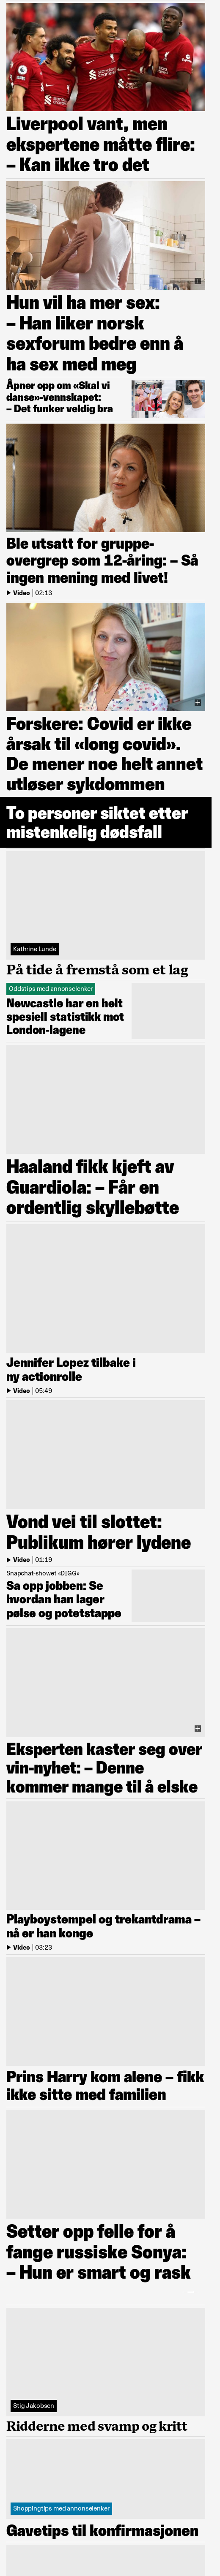 Liverpool vant, men
ekspertene måtte flire:
– Kan ikke tro det
Hun vil ha mer sex:
– Han liker norsk
sexforum bedre enn å
ha sex med meg
Åpner opp om «Skal vi
danse»-vennskapet:
– Det funker veldig bra
Ble utsatt for gruppe-
overgrep som 12-åring: – Så
ingen mening med livet!
Video | 02:13
Forskere: Covid er ikke
årsak til «long covid».
De mener noe helt annet
utløser sykdommen
To personer siktet etter
mistenkelig dødsfall
Kathrine Lunde
På tide å fremstå som et lag
Oddstips med annonselenker
Newcastle har en helt
spesiell statistikk mot
London-lagene
Haaland fikk kjeft av
Guardiola: – Får en
ordentlig skyllebøtte
Jennifer Lopez tilbake i
ny actionrolle
Video | 05:49
Vond vei til slottet:
Publikum hører lydene
Video | 01:19
Snapchat-showet «DIGG»
Sa opp jobben: Se
hvordan han lager
pølse og potetstappe
Eksperten kaster seg over
vin-nyhet: – Denne
kommer mange til å elske
Playboystempel og trekantdrama –
nå er han konge
Video | 03:23
Prins Harry kom alene – fikk
ikke sitte med familien
Setter opp felle for å
fange russiske Sonya:
– Hun er smart og rask
Stig Jakobsen
Ridderne med svamp og kritt
Shoppingtips med annonselenker
Gavetips til konfirmasjonen